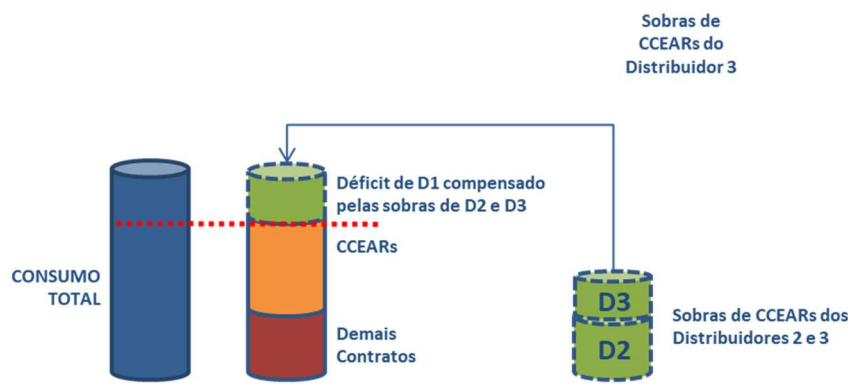 Sobras de
CCEARs do
Distribuidor 3
Déficit de D1 compensado
pelas sobras de D2 e D3
CCEARs
CONSUMO
TOTAL
Demais
Contratos
D3
D2
Sobras de CCEARs dos
Distribuidores 2 e 3